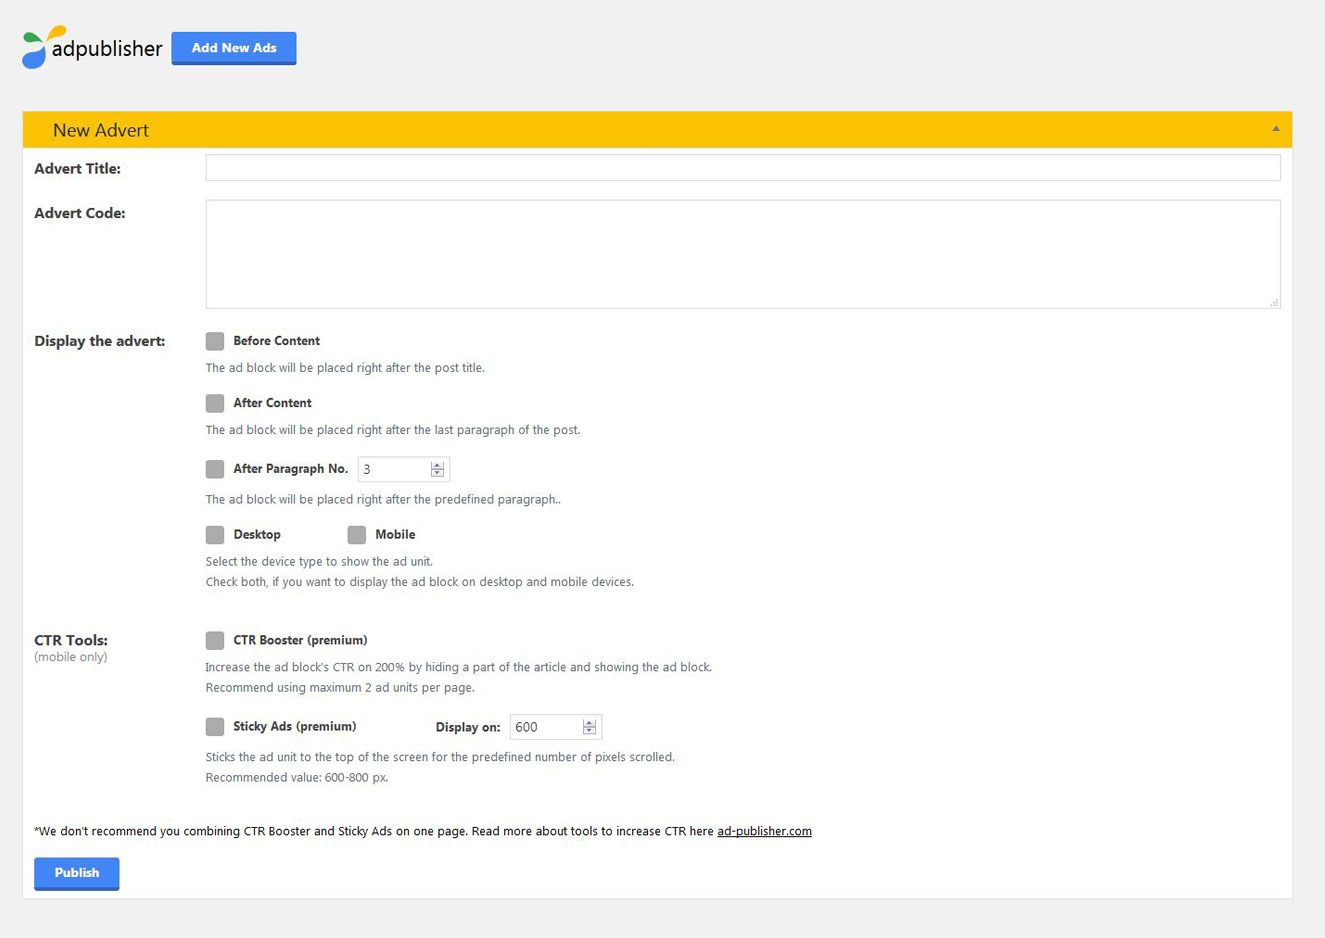 adpublisher
Add New Ads
New Advert
Advert Title:
Advert Code:
Display the advert:
Before Content
The ad block will be placed right after the post title.
After Content
The ad block will be placed right after the last paragraph of the post.
After Paragraph No. 3
The ad block will be placed right after the predefined paragraph..
Desktop Mobile
Select the device type to show the ad unit.
Check both, if you want to display the ad block on desktop and mobile devices.
CTR Tools:
(mobile only)
CTR Booster (premium)
Increase the ad block's CTR on 200% by hiding a part of the article and showing the ad block.
Recommend using maximum 2 ad units per page.
Sticky Ads (premium) Display on: 600
Sticks the ad unit to the top of the screen for the predefined number of pixels scrolled.
Recommended value: 600-800 px.
*We don't recommend you combining CTR Booster and Sticky Ads on one page. Read more about tools to increase CTR here ad-publisher.com
Publish